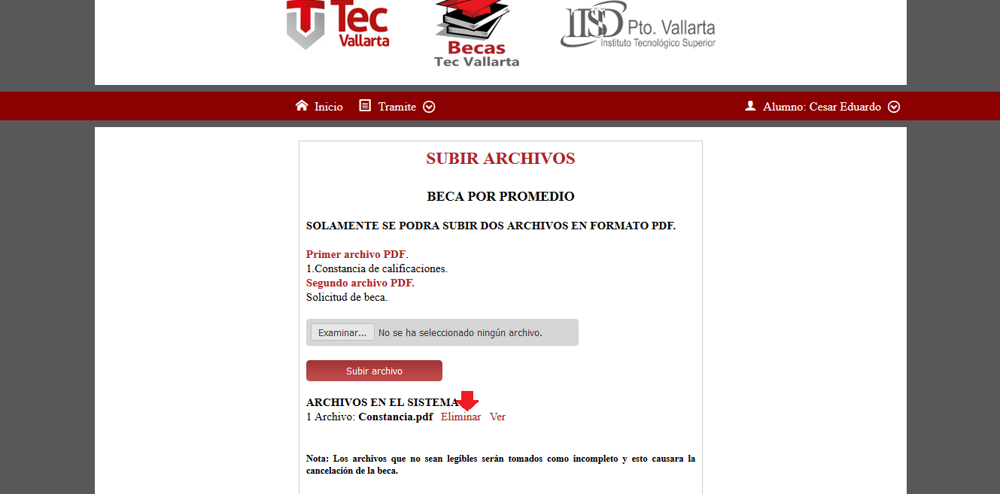 Tec
Vallarta
Becas
Tec Vallarta
ITS Pto. Vallarta
Instituto Tecnológico Superior
Inicio
Tramite
Alumno: Cesar Eduardo
SUBIR ARCHIVOS
BECA POR PROMEDIO
SOLAMENTE SE PODRA SUBIR DOS ARCHIVOS EN FORMATO PDF.
Primer archivo PDF.
1.Constancia de calificaciones.
Segundo archivo PDF.
Solicitud de beca.
Examinar... No se ha seleccionado ningún archivo.
Subir archivo
ARCHIVOS EN EL SISTEMA
1 Archivo: Constancia.pdf Eliminar Ver
Nota: Los archivos que no sean legibles serán tomados como incompleto y esto causara la
cancelación de la beca.